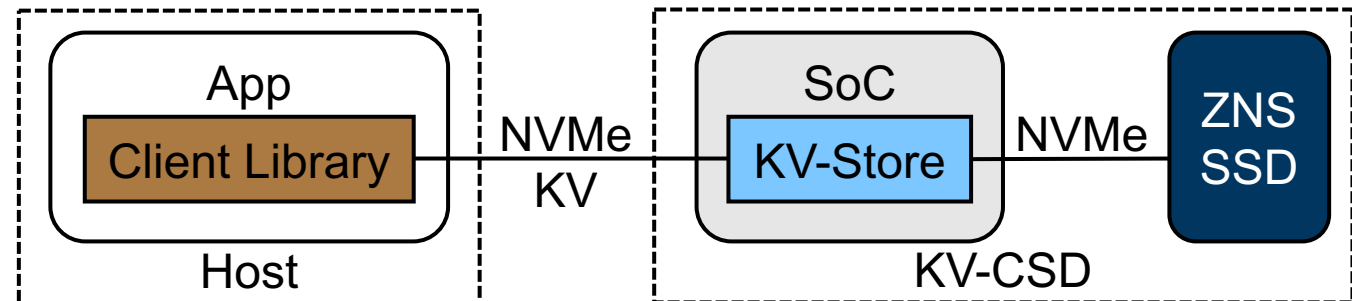 App
Client Library
Host
NVMe
KV
SoC
KV-Store
NVMe
ZNS
SSD
KV-CSD